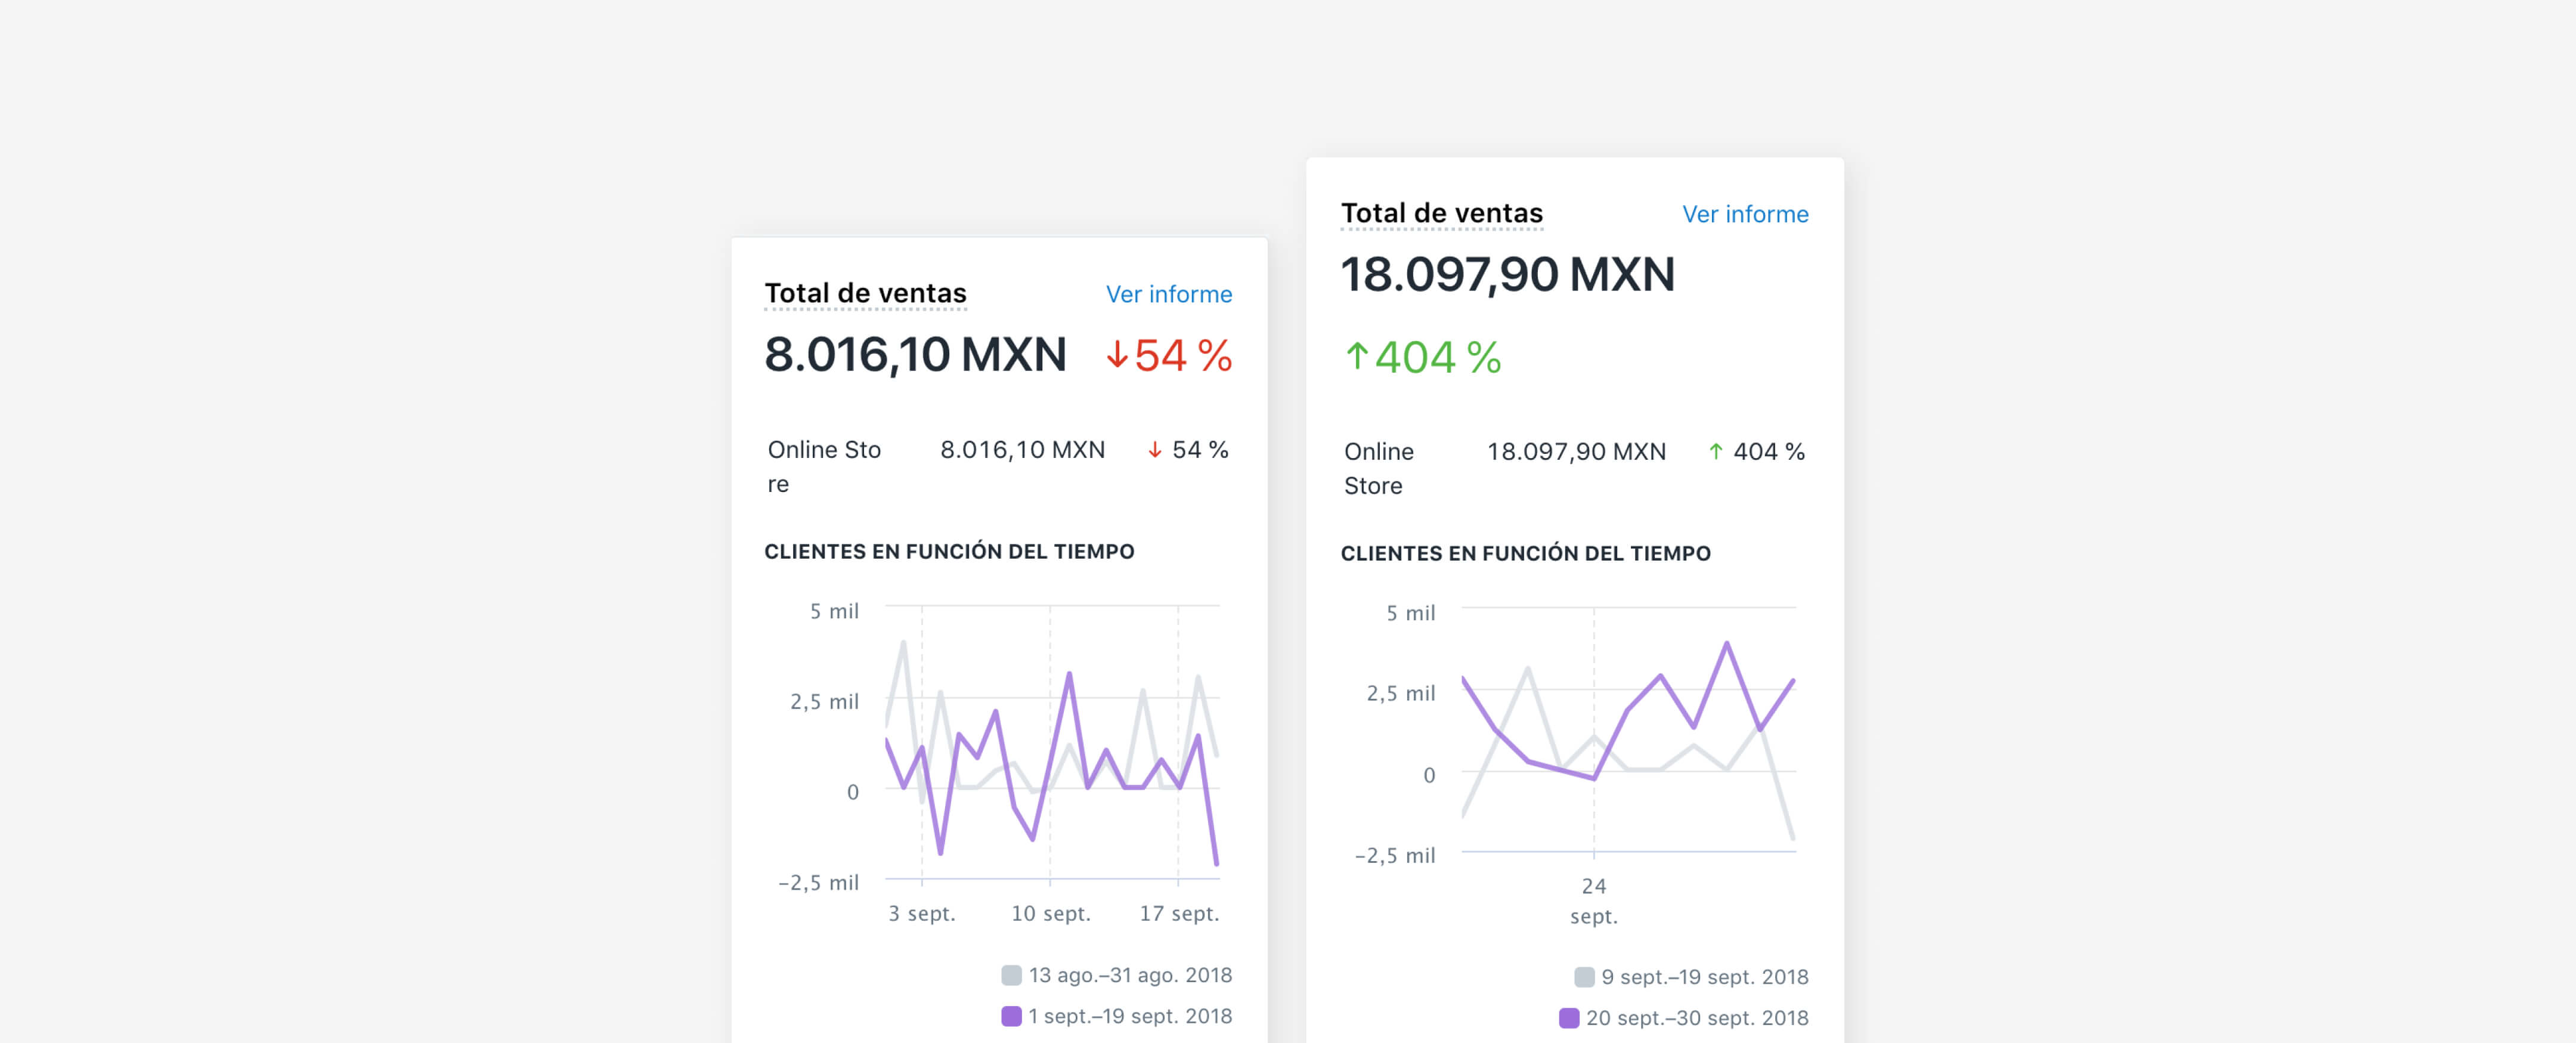 Total de ventas Ver informe
8.016,10 MXN ↓54 %
Online Sto 8.016,10 MXN ↓ 54 %
re
CLIENTES EN FUNCIÓN DEL TIEMPO
5 mil
2,5 mil
0
−2,5 mil
3 sept. 10 sept. 17 sept.
13 ago.–31 ago. 2018
1 sept.–19 sept. 2018
Total de ventas Ver informe
18.097,90 MXN
↑404 %
Online 18.097,90 MXN ↑ 404 %
Store
CLIENTES EN FUNCIÓN DEL TIEMPO
5 mil
2,5 mil
0
−2,5 mil
24
sept.
9 sept.–19 sept. 2018
20 sept.–30 sept. 2018